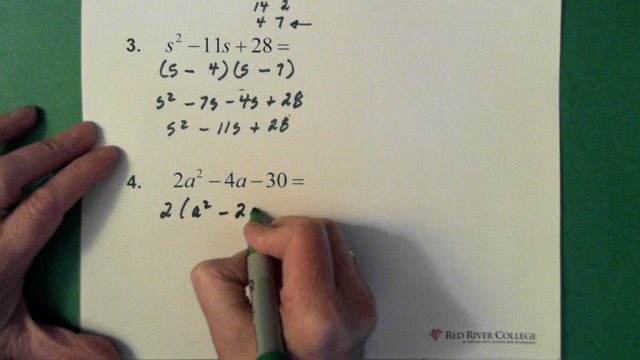 14 2
4 7 ←
3. s² − 11s + 28 =
(s - 4)(s - 7)
s² - 7s - 4s + 28
s² - 11s + 28
4. 2a² − 4a − 30 =
2(a² - 2
RED RIVER COLLEGE